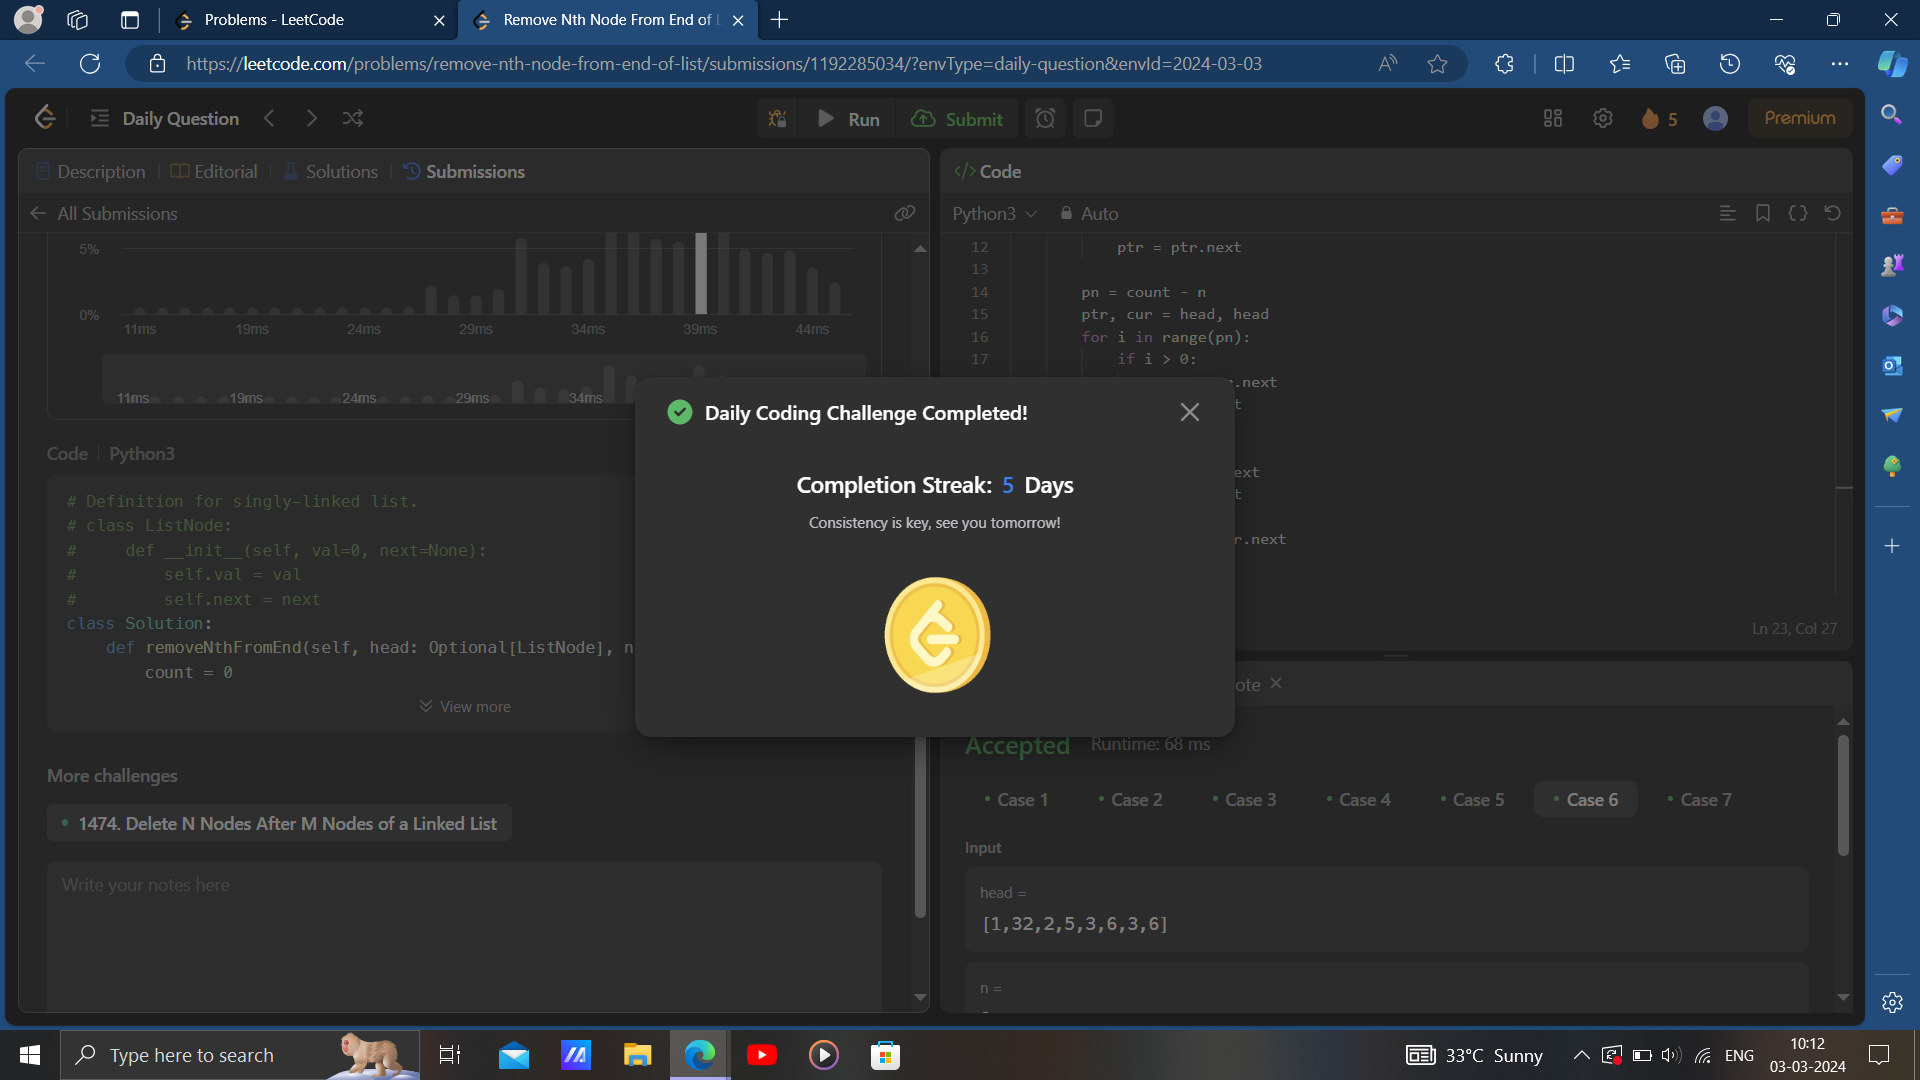 Problems - LeetCode
Remove Nth Node From End of
https://leetcode.com/problems/remove-nth-node-from-end-of-list/submissions/1192285034/?envType=daily-question&envId=2024-03-03
Daily Question
Run
Submit
5
Premium
Description
Editorial
Solutions
Submissions
All Submissions
5%
0%
11ms 19ms 24ms 29ms 34ms 39ms 44ms
11ms 19ms 24ms 29ms 34ms
Code
Python3
# Definition for singly-linked list.
# class ListNode:
#     def __init__(self, val=0, next=None):
#         self.val = val
#         self.next = next
class Solution:
    def removeNthFromEnd(self, head: Optional[ListNode], n
        count = 0
View more
More challenges
1474. Delete N Nodes After M Nodes of a Linked List
Write your notes here
Daily Coding Challenge Completed!
Completion Streak: 5 Days
Consistency is key, see you tomorrow!
</> Code
Python3
Auto
12 ptr = ptr.next
13
14 pn = count - n
15 ptr, cur = head, head
16 for i in range(pn):
17 if i > 0:
.next
t
ext
t
r.next
Ln 23, Col 27
ote
Accepted
Runtime: 68 ms
Case 1
Case 2
Case 3
Case 4
Case 5
Case 6
Case 7
Input
head =
[1,32,2,5,3,6,3,6]
n =
Type here to search
33°C Sunny
ENG
10:12
03-03-2024